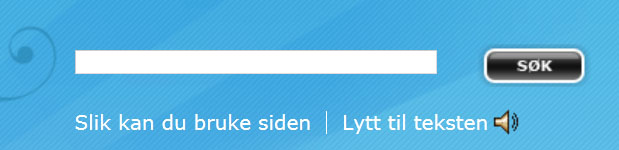 SØK
Slik kan du bruke siden | Lytt til teksten